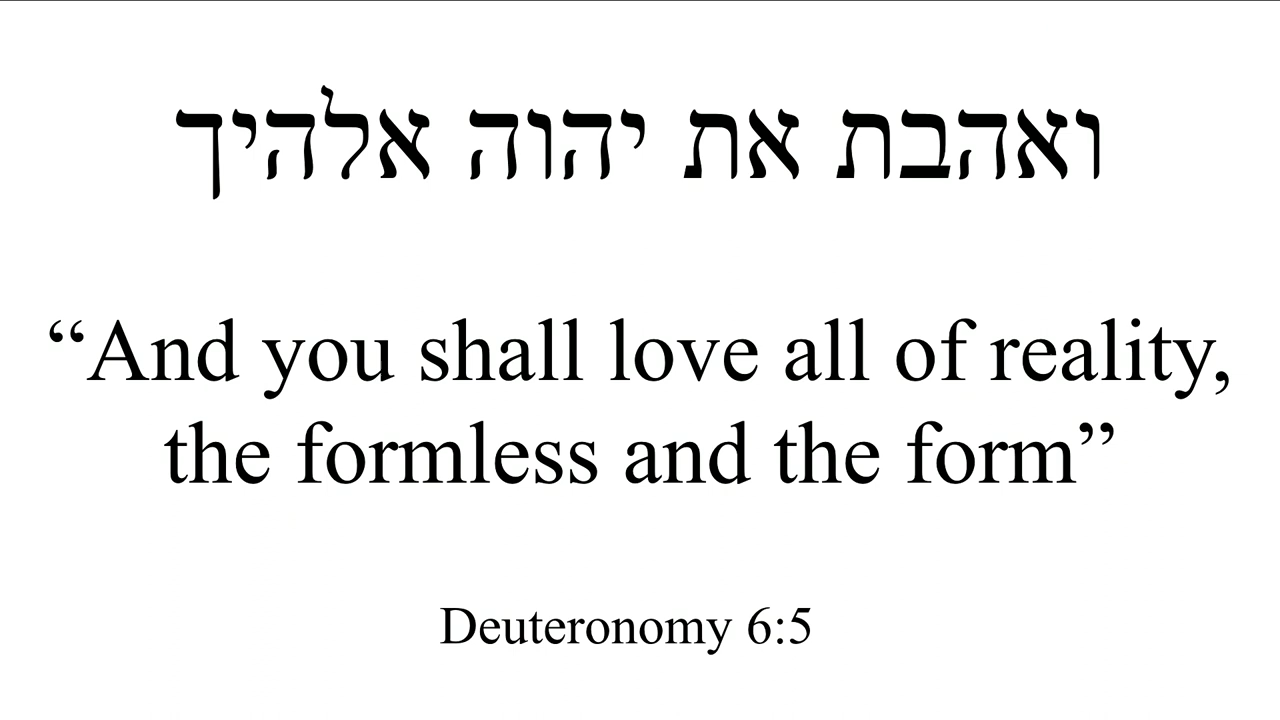 ואהבת את יהוה אלהיך
“And you shall love all of reality,
the formless and the form”
Deuteronomy 6:5